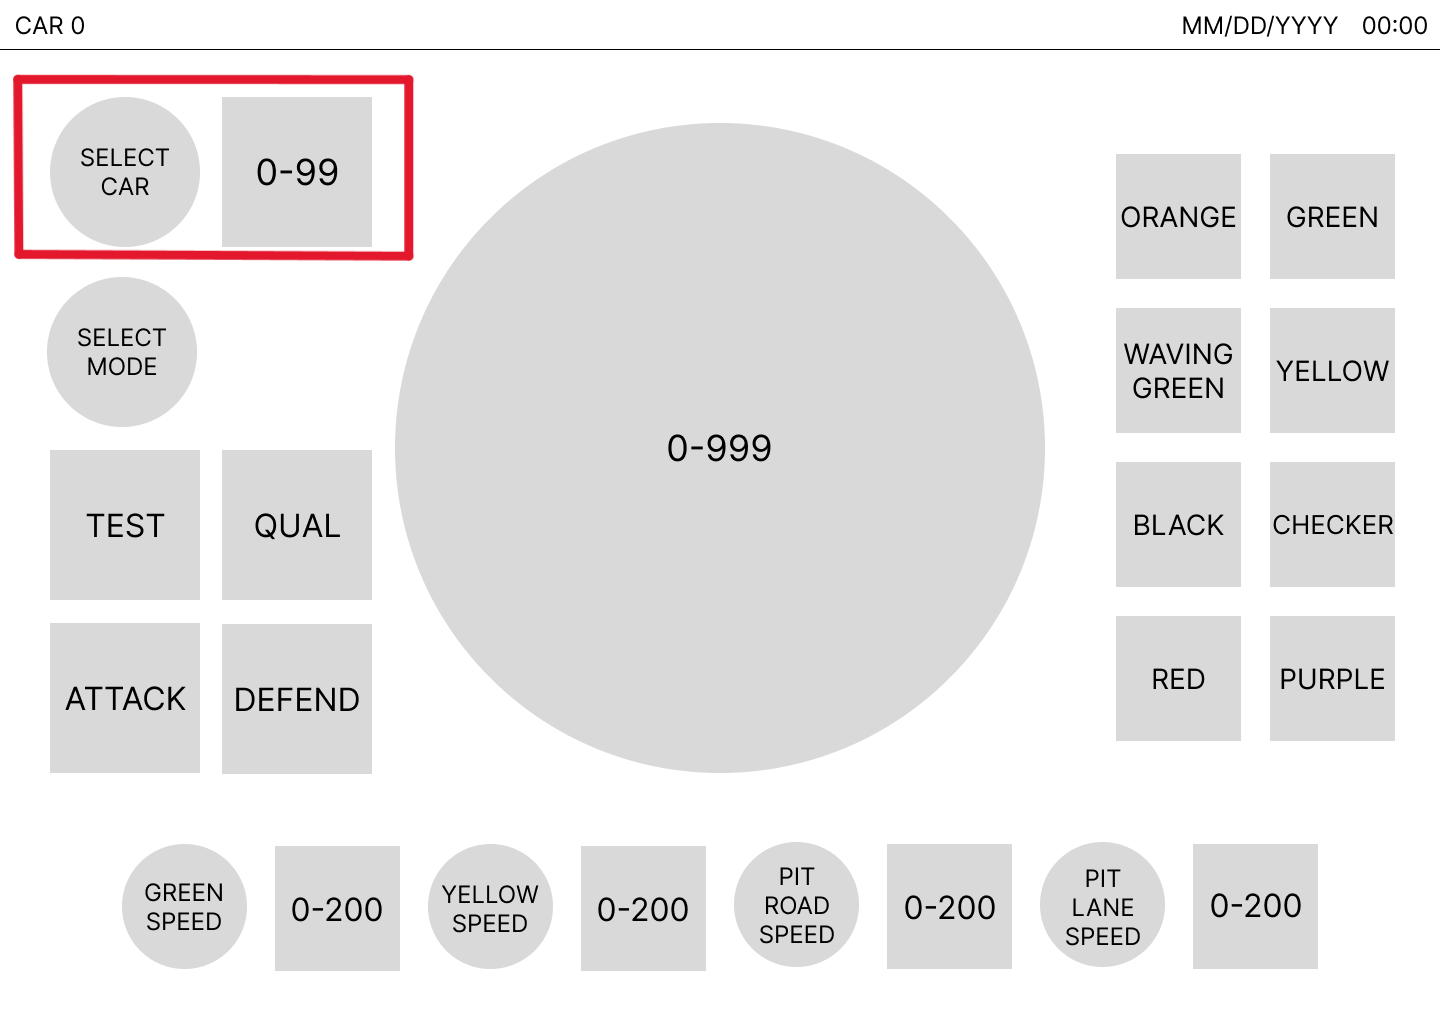 CAR 0
MM/DD/YYYY 00:00
SELECT
CAR
0-99
SELECT
MODE
TEST
QUAL
ATTACK
DEFEND
0-999
ORANGE
GREEN
WAVING
GREEN
YELLOW
BLACK
CHECKER
RED
PURPLE
GREEN
SPEED
0-200
YELLOW
SPEED
0-200
PIT
ROAD
SPEED
0-200
PIT
LANE
SPEED
0-200